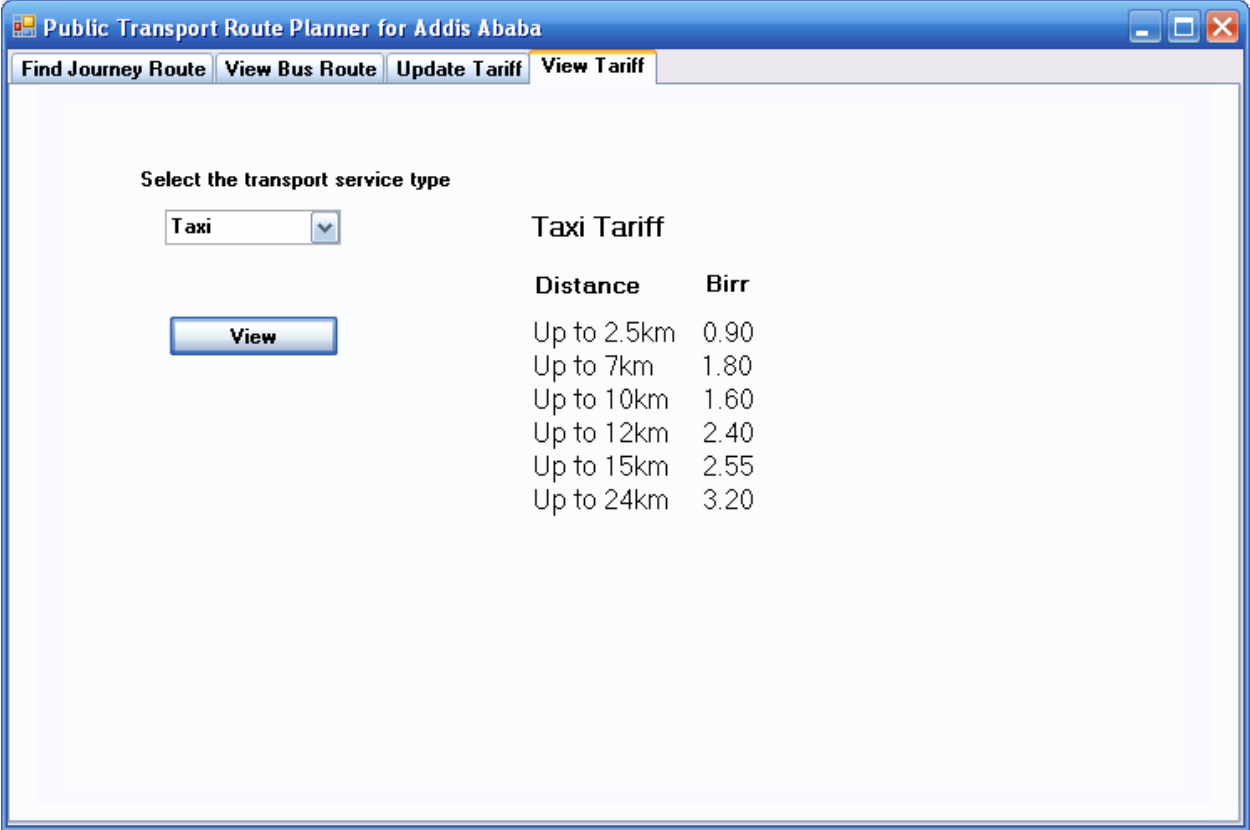 Public Transport Route Planner for Addis Ababa
Find Journey Route View Bus Route Update Tariff View Tariff
Select the transport service type
Taxi
View
Taxi Tariff
Distance Birr
Up to 2.5km 0.90
Up to 7km 1.80
Up to 10km 1.60
Up to 12km 2.40
Up to 15km 2.55
Up to 24km 3.20